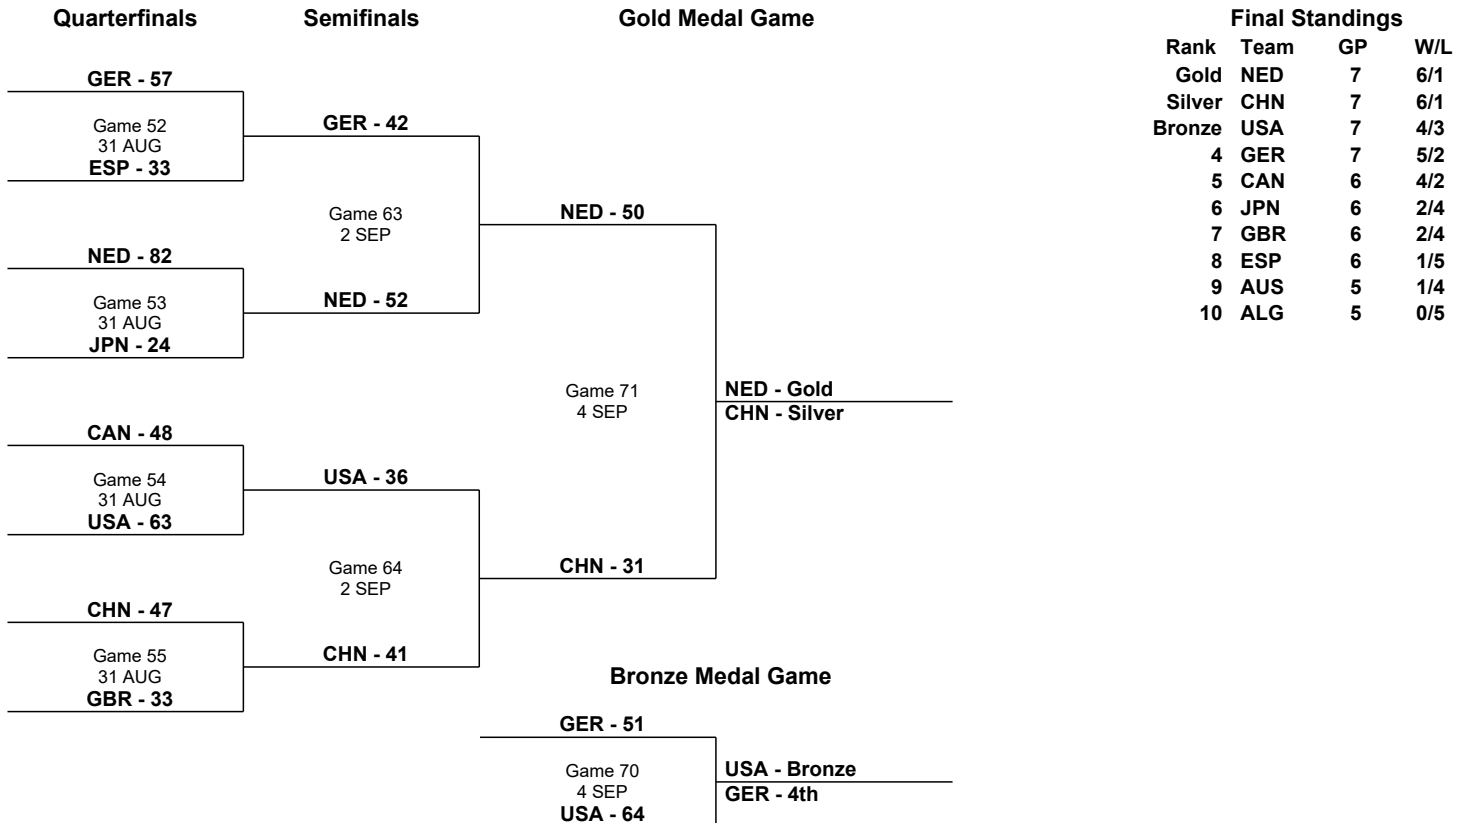 Quarterfinals Semifinals Gold Medal Game Final Standings
Rank Team GP W/L
GER - 57
Game 52
31 AUG
ESP - 33
NED - 82
Game 53
31 AUG
JPN - 24
CAN - 48
Game 54
31 AUG
USA - 63
CHN - 47
Game 55
31 AUG
GBR - 33
GER - 42
Game 63
2 SEP
NED - 52
USA - 36
Game 64
2 SEP
CHN - 41
NED - 50
Game 71
4 SEP
CHN - 31
NED - Gold
CHN - Silver
Bronze Medal Game
GER - 51
Game 70
4 SEP
USA - 64
USA - Bronze
GER - 4th
Gold NED 7 6/1
Silver CHN 7 6/1
Bronze USA 7 4/3
4 GER 7 5/2
5 CAN 6 4/2
6 JPN 6 2/4
7 GBR 6 2/4
8 ESP 6 1/5
9 AUS 5 1/4
10 ALG 5 0/5